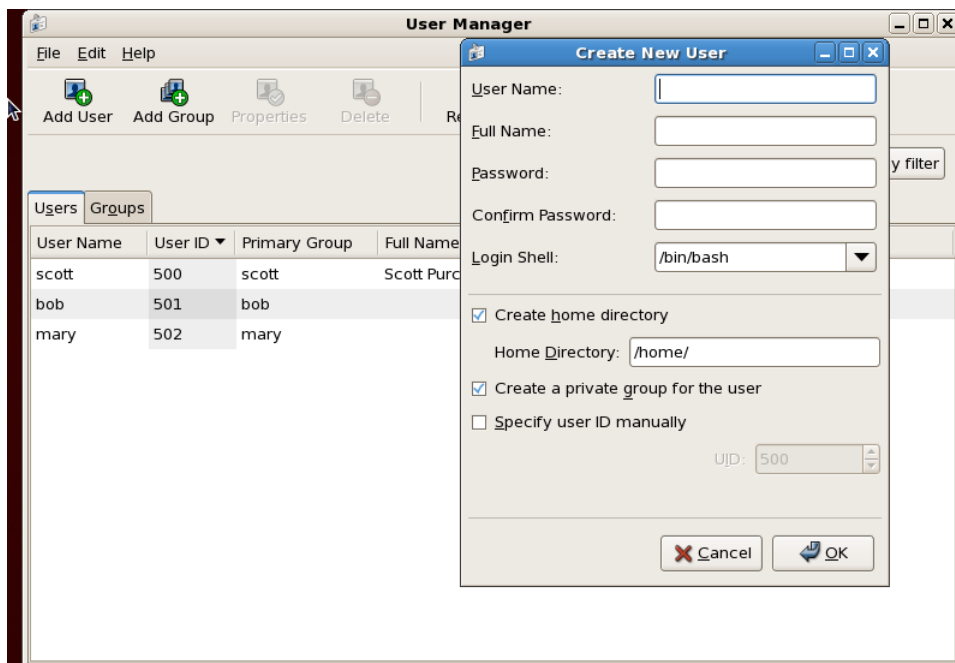 User Manager
File Edit Help
Add User Add Group Properties Delete Re
y filter
Users Groups
User Name User ID Primary Group Full Name
scott 500 scott Scott Purc
bob 501 bob
mary 502 mary
Create New User
User Name:
Full Name:
Password:
Confirm Password:
Login Shell: /bin/bash
Create home directory
Home Directory: /home/
Create a private group for the user
Specify user ID manually
UID: 500
Cancel OK